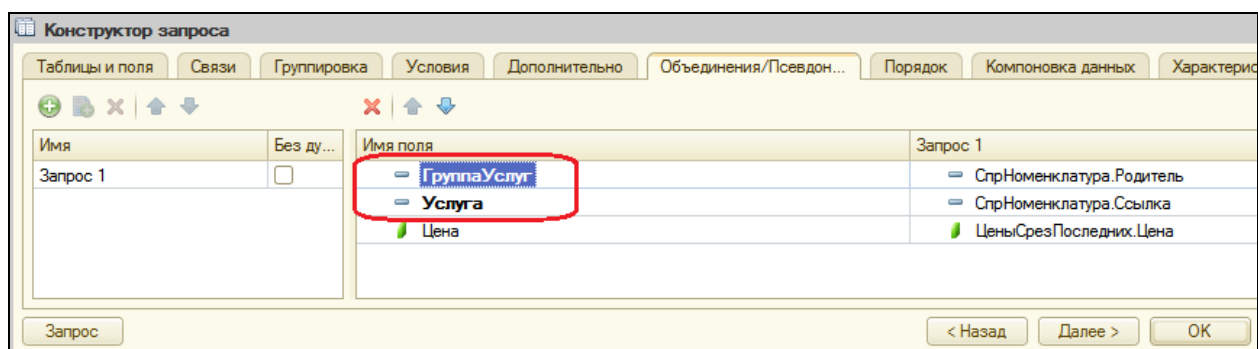 Конструктор запроса
Таблицы и поля Связи Группировка Условия Дополнительно Объединения/Псевдон... Порядок Компоновка данных Характерис
Имя Без ду... Имя поля Запрос 1
Запрос 1 ГруппаУслуг СпрНоменклатура.Родитель
Услуга СпрНоменклатура.Ссылка
Цена ЦеныСрезПоследних.Цена
Запрос < Назад Далее > OK